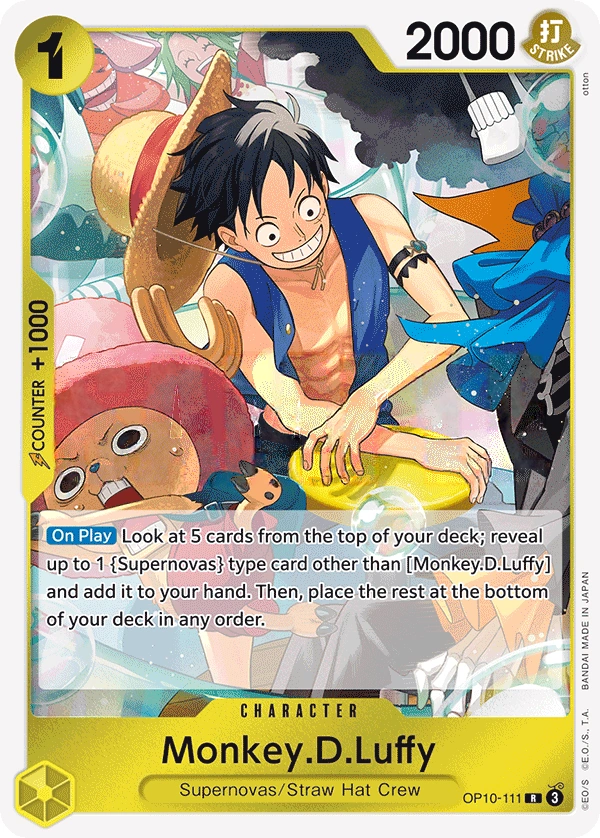 1
2000
打
STRIKE
otton
COUNTER +1000
On Play Look at 5 cards from the top of your deck; reveal
up to 1 {Supernovas} type card other than [Monkey.D.Luffy]
and add it to your hand. Then, place the rest at the bottom
of your deck in any order.
CHARACTER
Monkey.D.Luffy
Supernovas/Straw Hat Crew
OP10-111 R 3
©EO/S ©E.O./S., T.A. BANDAI MADE IN JAPAN